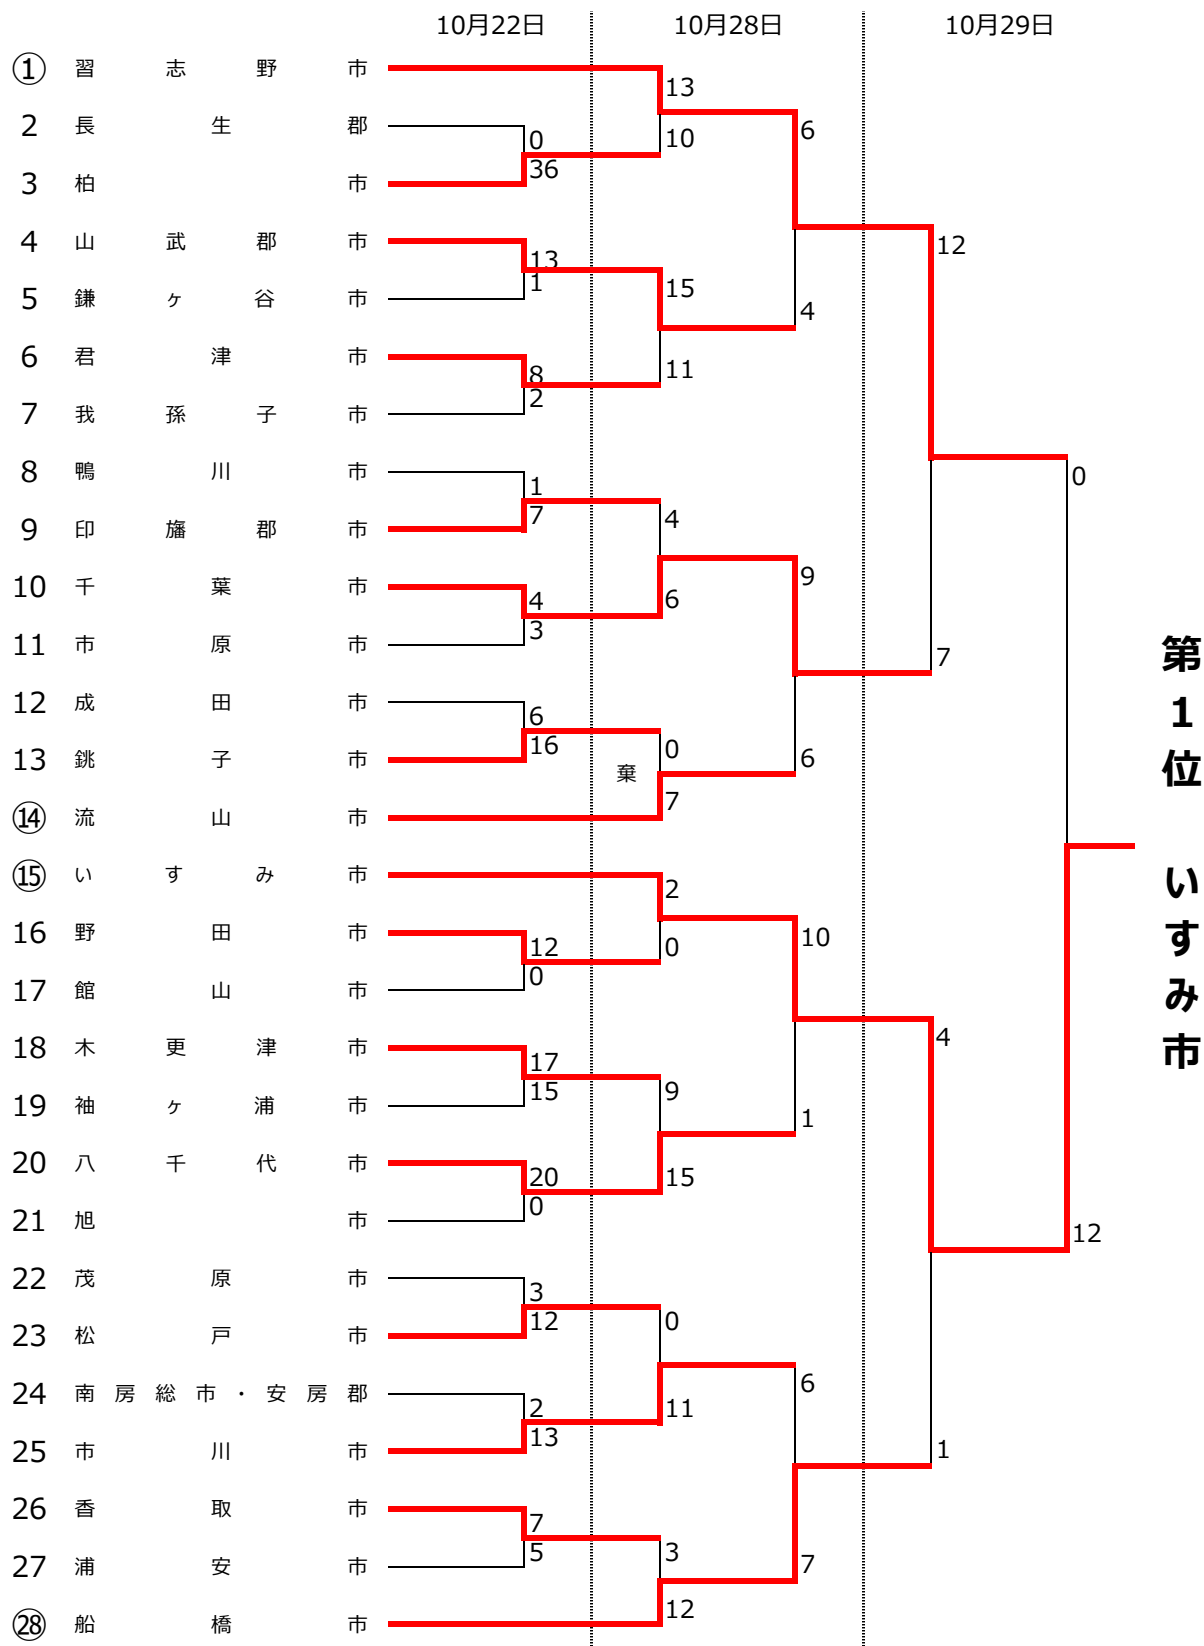 10月22日 10月28日 10月29日
① 習志野市
2 長生郡
3 柏市
4 山武郡市
5 鎌ヶ谷市
6 君津市
7 我孫子市
8 鴨川市
9 印旛郡市
10 千葉市
11 市原市
12 成田市
13 銚子市
⑭ 流山市
⑮ いすみ市
16 野田市
17 館山市
18 木更津市
19 袖ヶ浦市
20 八千代市
21 旭市
22 茂原市
23 松戸市
24 南房総市・安房郡
25 市川市
26 香取市
27 浦安市
㉘ 船橋市
0
36
13
1
8
2
1
7
4
3
6
16
12
0
17
15
20
0
3
12
2
13
7
5
13
10
15
11
4
6
0
棄
7
2
0
9
15
0
11
3
12
6
4
9
6
10
1
6
7
12
7
4
1
0
12
第1位 いすみ市